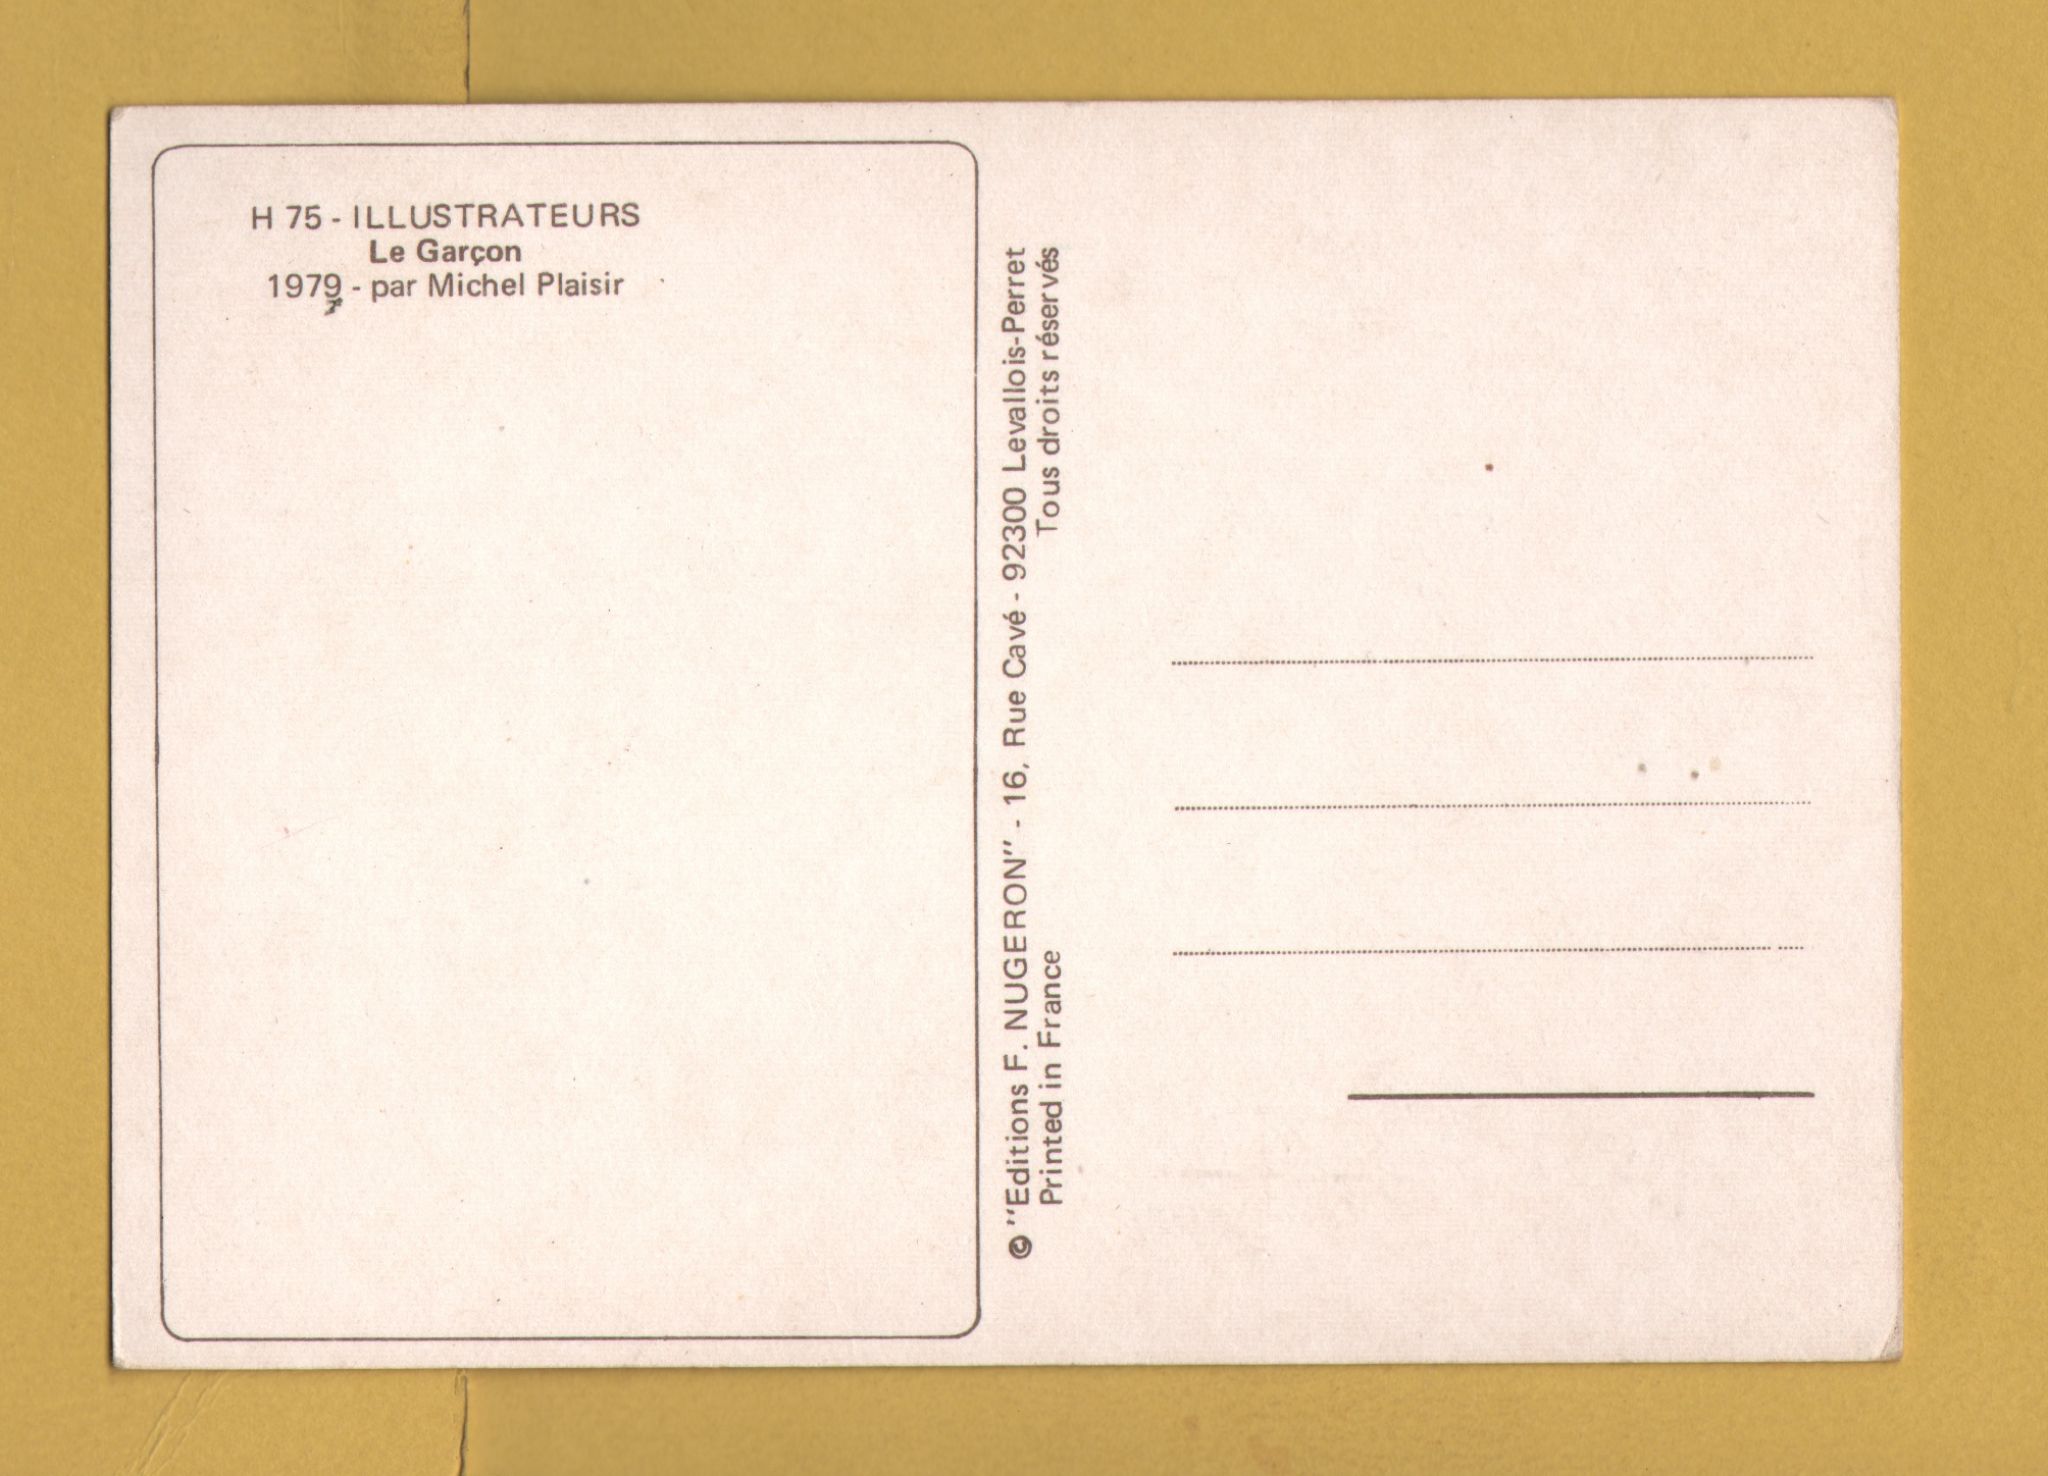 H 75 - ILLUSTRATEURS
Le Garçon
1979 - par Michel Plaisir
© "Editions F. NUGERON" - 16, Rue Cavé - 92300 Levallois-Perret
Printed in France
Tous droits réservés